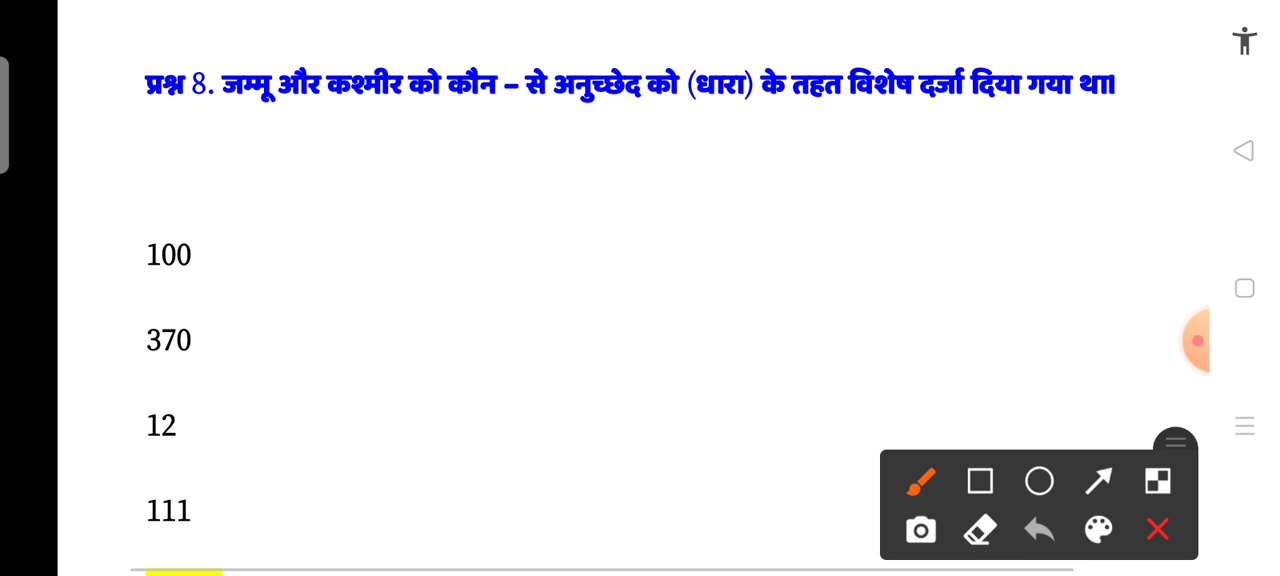 प्रश्न 8. जम्मू और कश्मीर को कौन – से अनुच्छेद को (धारा) के तहत विशेष दर्जा दिया गया था।
100
370
12
111